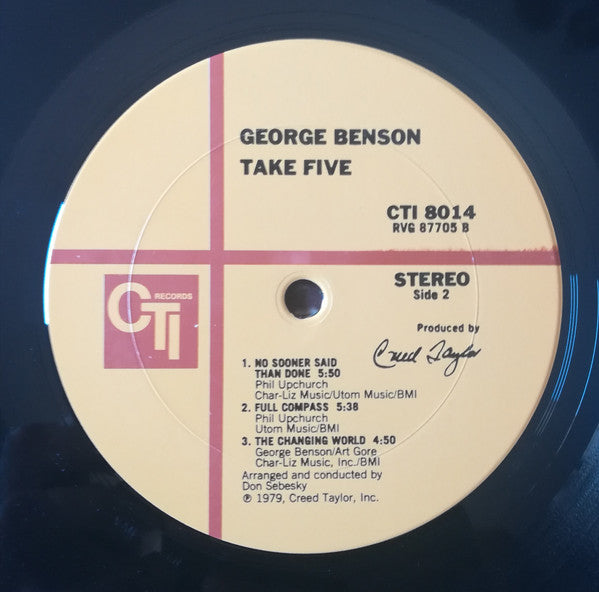 GEORGE BENSON
TAKE FIVE
CTI 8014
RVG 87705 B
CTI RECORDS
STEREO
Side 2
Produced by
Creed Taylor
1. NO SOONER SAID
THAN DONE 5:50
Phil Upchurch
Char-Liz Music/Utom Music/BMI
2. FULL COMPASS 5:38
Phil Upchurch
Utom Music/BMI
3. THE CHANGING WORLD 4:50
George Benson/Art Gore
Char-Liz Music, Inc./BMI
Arranged and conducted by
Don Sebesky
℗ 1979, Creed Taylor, Inc.